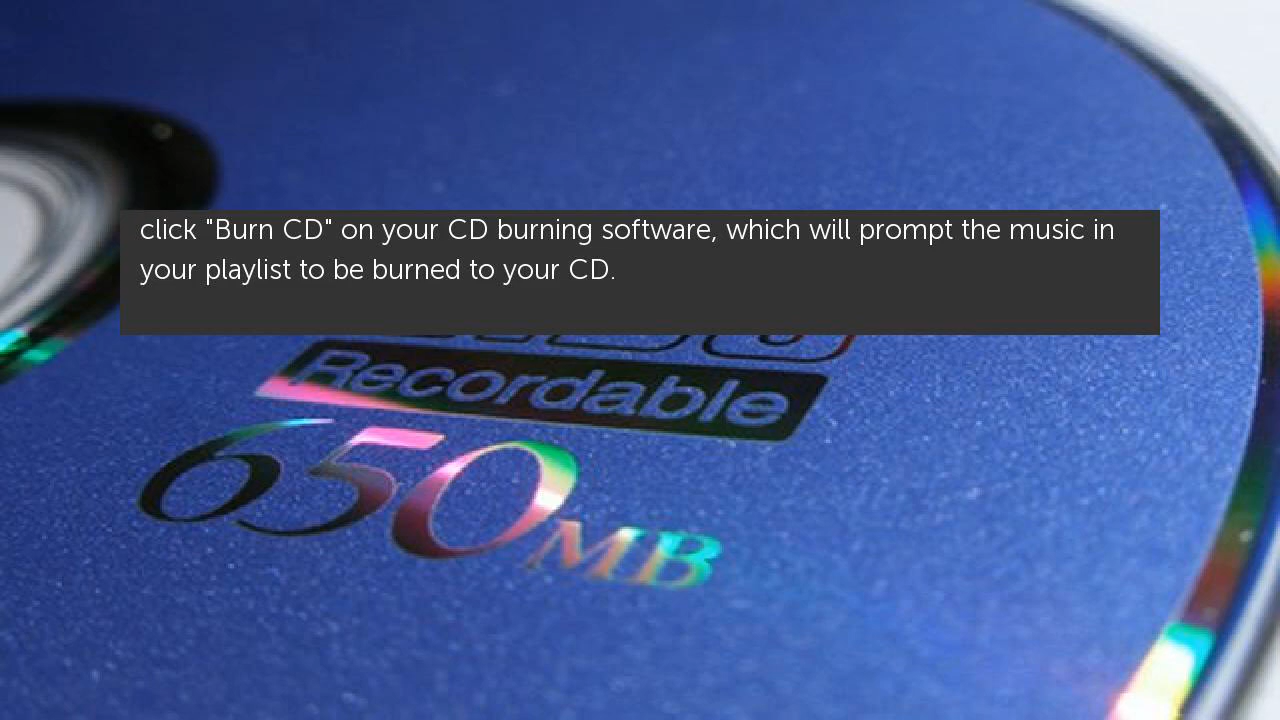 click "Burn CD" on your CD burning software, which will prompt the music in
your playlist to be burned to your CD.
Recordable
650MB